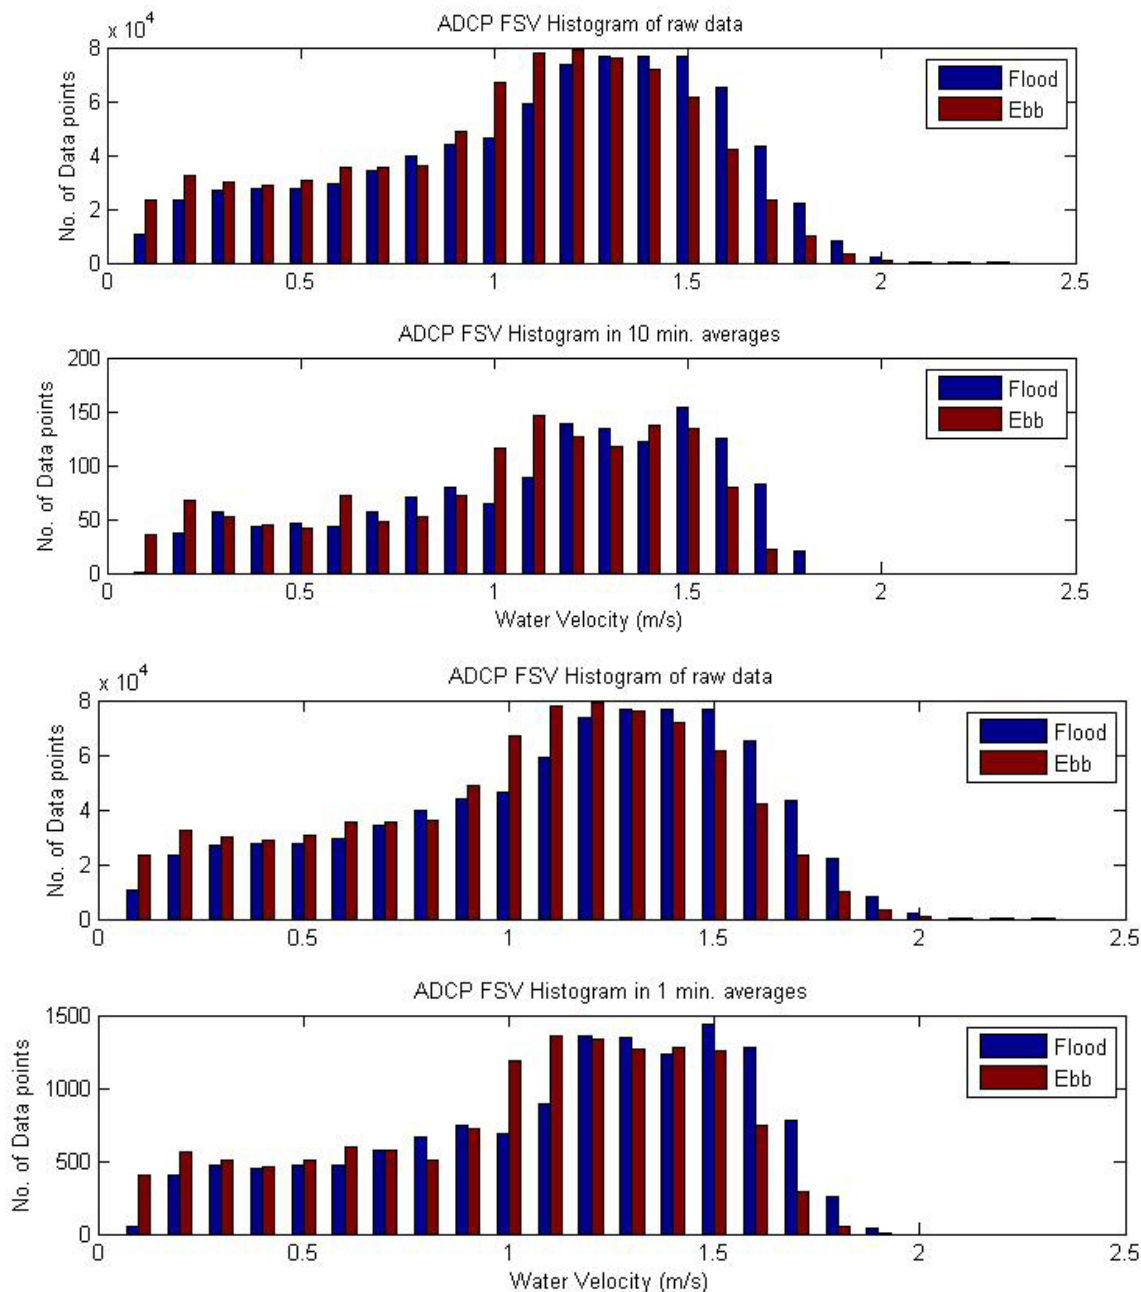 ADCP FSV Histogram of raw data
x 10^4
8
6
4
2
0
No. of Data points
0.5
1
1.5
2
2.5
Flood
Ebb
ADCP FSV Histogram in 10 min. averages
200
150
100
50
0
No. of Data points
0
0.5
1
1.5
2
2.5
Flood
Ebb
Water Velocity (m/s)
ADCP FSV Histogram of raw data
x 10^4
8
6
4
2
0
No. of Data points
0
0.5
1
1.5
2
2.5
Flood
Ebb
ADCP FSV Histogram in 1 min. averages
1500
1000
500
0
No. of Data points
0
0.5
1
1.5
2
2.5
Flood
Ebb
Water Velocity (m/s)